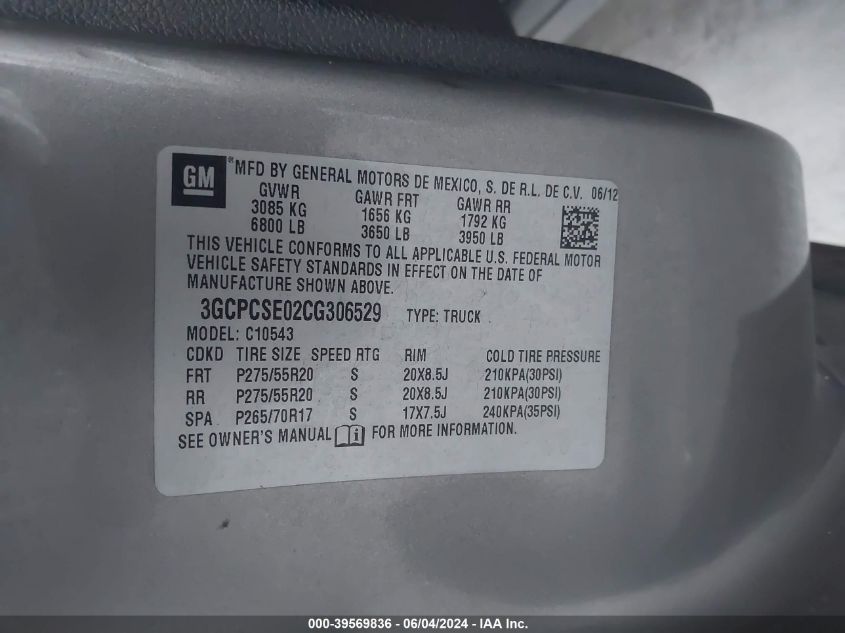 GM ® MFD BY GENERAL MOTORS DE MEXICO, S. DE R.L. DE C.V. 06/12
GVWR GAWR FRT GAWR RR
3085 KG 1656 KG 1792 KG
6800 LB 3650 LB 3950 LB
THIS VEHICLE CONFORMS TO ALL APPLICABLE U.S. FEDERAL MOTOR
VEHICLE SAFETY STANDARDS IN EFFECT ON THE DATE OF
MANUFACTURE SHOWN ABOVE.
3GCPCSE02CG306529 TYPE: TRUCK
MODEL: C10543
CDKD TIRE SIZE SPEED RTG RIM COLD TIRE PRESSURE
FRT P275/55R20 S 20X8.5J 210KPA(30PSI)
RR P275/55R20 S 20X8.5J 210KPA(30PSI)
SPA P265/70R17 S 17X7.5J 240KPA(35PSI)
SEE OWNER'S MANUAL FOR MORE INFORMATION.
000-39569836 - 06/04/2024 - IAA Inc.